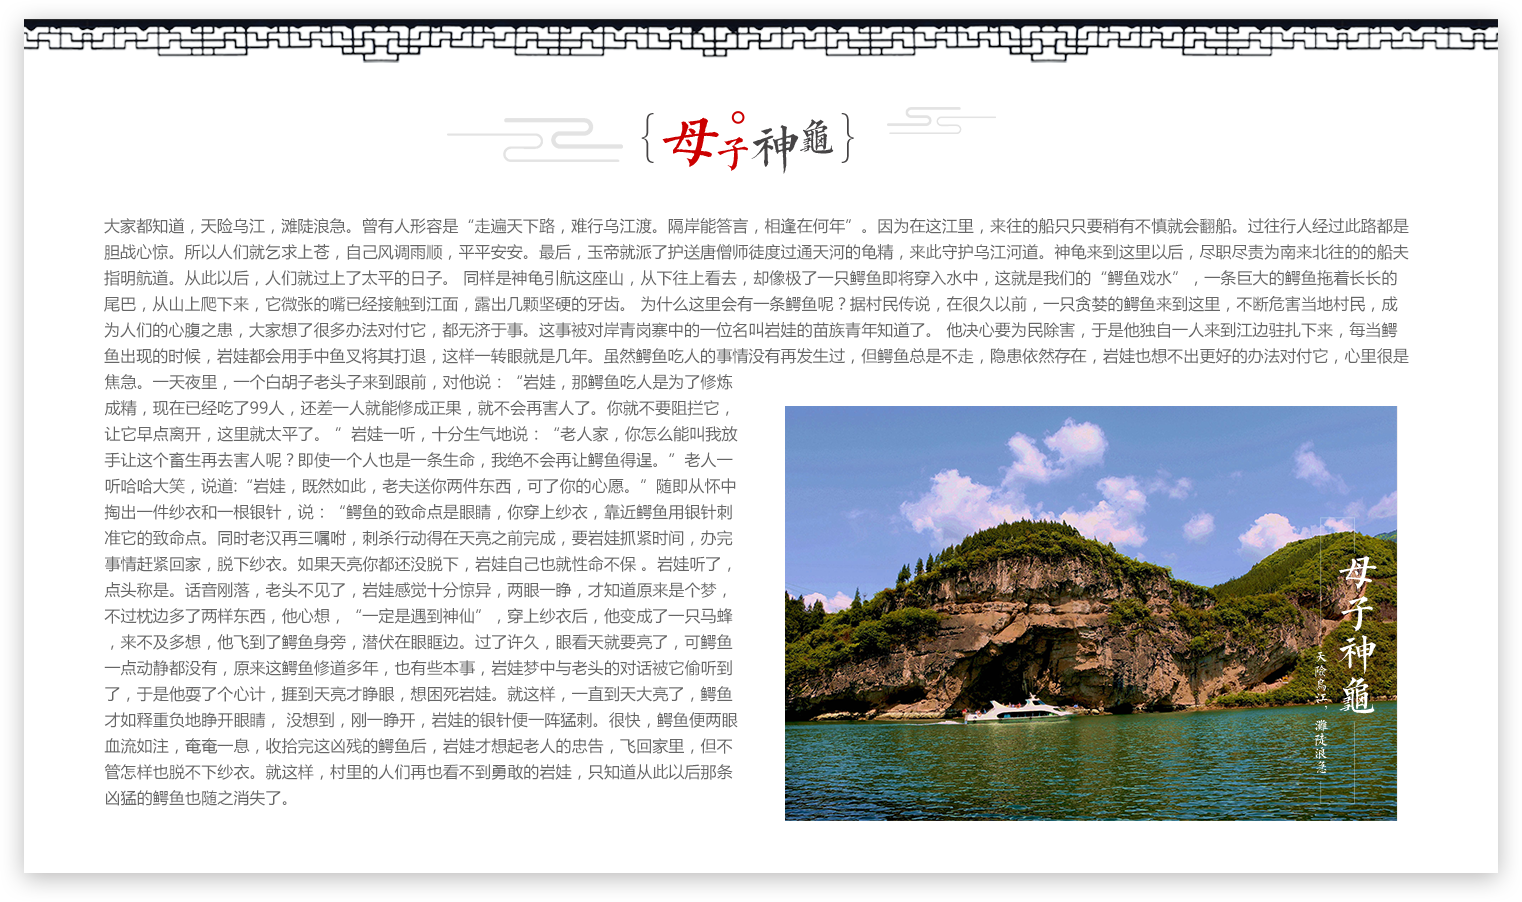 母子神龜
大家都知道，天险乌江，滩陡浪急。曾有人形容是“走遍天下路，难行乌江渡。隔岸能答言，相逢在何年”。因为在这江里，来往的船只只要稍有不慎就会翻船。过往行人经过此路都是
胆战心惊。所以人们就乞求上苍，自己风调雨顺，平平安安。最后，玉帝就派了护送唐僧师徒度过通天河的龟精，来此守护乌江河道。神龟来到这里以后，尽职尽责为南来北往的的船夫
指明航道。从此以后，人们就过上了太平的日子。 同样是神龟引航这座山，从下往上看去，却像极了一只鳄鱼即将穿入水中，这就是我们的“鳄鱼戏水”，一条巨大的鳄鱼拖着长长的
尾巴，从山上爬下来，它微张的嘴已经接触到江面，露出几颗坚硬的牙齿。 为什么这里会有一条鳄鱼呢？据村民传说，在很久以前，一只贪婪的鳄鱼来到这里，不断危害当地村民，成
为人们的心腹之患，大家想了很多办法对付它，都无济于事。这事被对岸青岗寨中的一位名叫岩娃的苗族青年知道了。 他决心要为民除害，于是他独自一人来到江边驻扎下来，每当鳄
鱼出现的时候，岩娃都会用手中鱼叉将其打退，这样一转眼就是几年。虽然鳄鱼吃人的事情没有再发生过，但鳄鱼总是不走，隐患依然存在，岩娃也想不出更好的办法对付它，心里很是
焦急。一天夜里，一个白胡子老头子来到跟前，对他说：“岩娃，那鳄鱼吃人是为了修炼
成精，现在已经吃了99人，还差一人就能修成正果，就不会再害人了。你就不要阻拦它，
让它早点离开，这里就太平了。 ”岩娃一听，十分生气地说：“老人家，你怎么能叫我放
手让这个畜生再去害人呢？即使一个人也是一条生命，我绝不会再让鳄鱼得逞。”老人一
听哈哈大笑，说道:“岩娃，既然如此，老夫送你两件东西，可了你的心愿。”随即从怀中
掏出一件纱衣和一根银针，说：“鳄鱼的致命点是眼睛，你穿上纱衣，靠近鳄鱼用银针刺
准它的致命点。同时老汉再三嘱咐，刺杀行动得在天亮之前完成，要岩娃抓紧时间，办完
事情赶紧回家，脱下纱衣。如果天亮你都还没脱下，岩娃自己也就性命不保 。岩娃听了，
点头称是。话音刚落，老头不见了，岩娃感觉十分惊异，两眼一睁，才知道原来是个梦，
不过枕边多了两样东西，他心想，“一定是遇到神仙”，穿上纱衣后，他变成了一只马蜂
，来不及多想，他飞到了鳄鱼身旁，潜伏在眼眶边。过了许久，眼看天就要亮了，可鳄鱼
一点动静都没有，原来这鳄鱼修道多年，也有些本事，岩娃梦中与老头的对话被它偷听到
了，于是他耍了个心计，捱到天亮才睁眼，想困死岩娃。就这样，一直到天大亮了，鳄鱼
才如释重负地睁开眼睛， 没想到，刚一睁开，岩娃的银针便一阵猛刺。很快，鳄鱼便两眼
血流如注，奄奄一息，收拾完这凶残的鳄鱼后，岩娃才想起老人的忠告，飞回家里，但不
管怎样也脱不下纱衣。就这样，村里的人们再也看不到勇敢的岩娃，只知道从此以后那条
凶猛的鳄鱼也随之消失了。
母子神龜
天險烏江，灘陡浪急